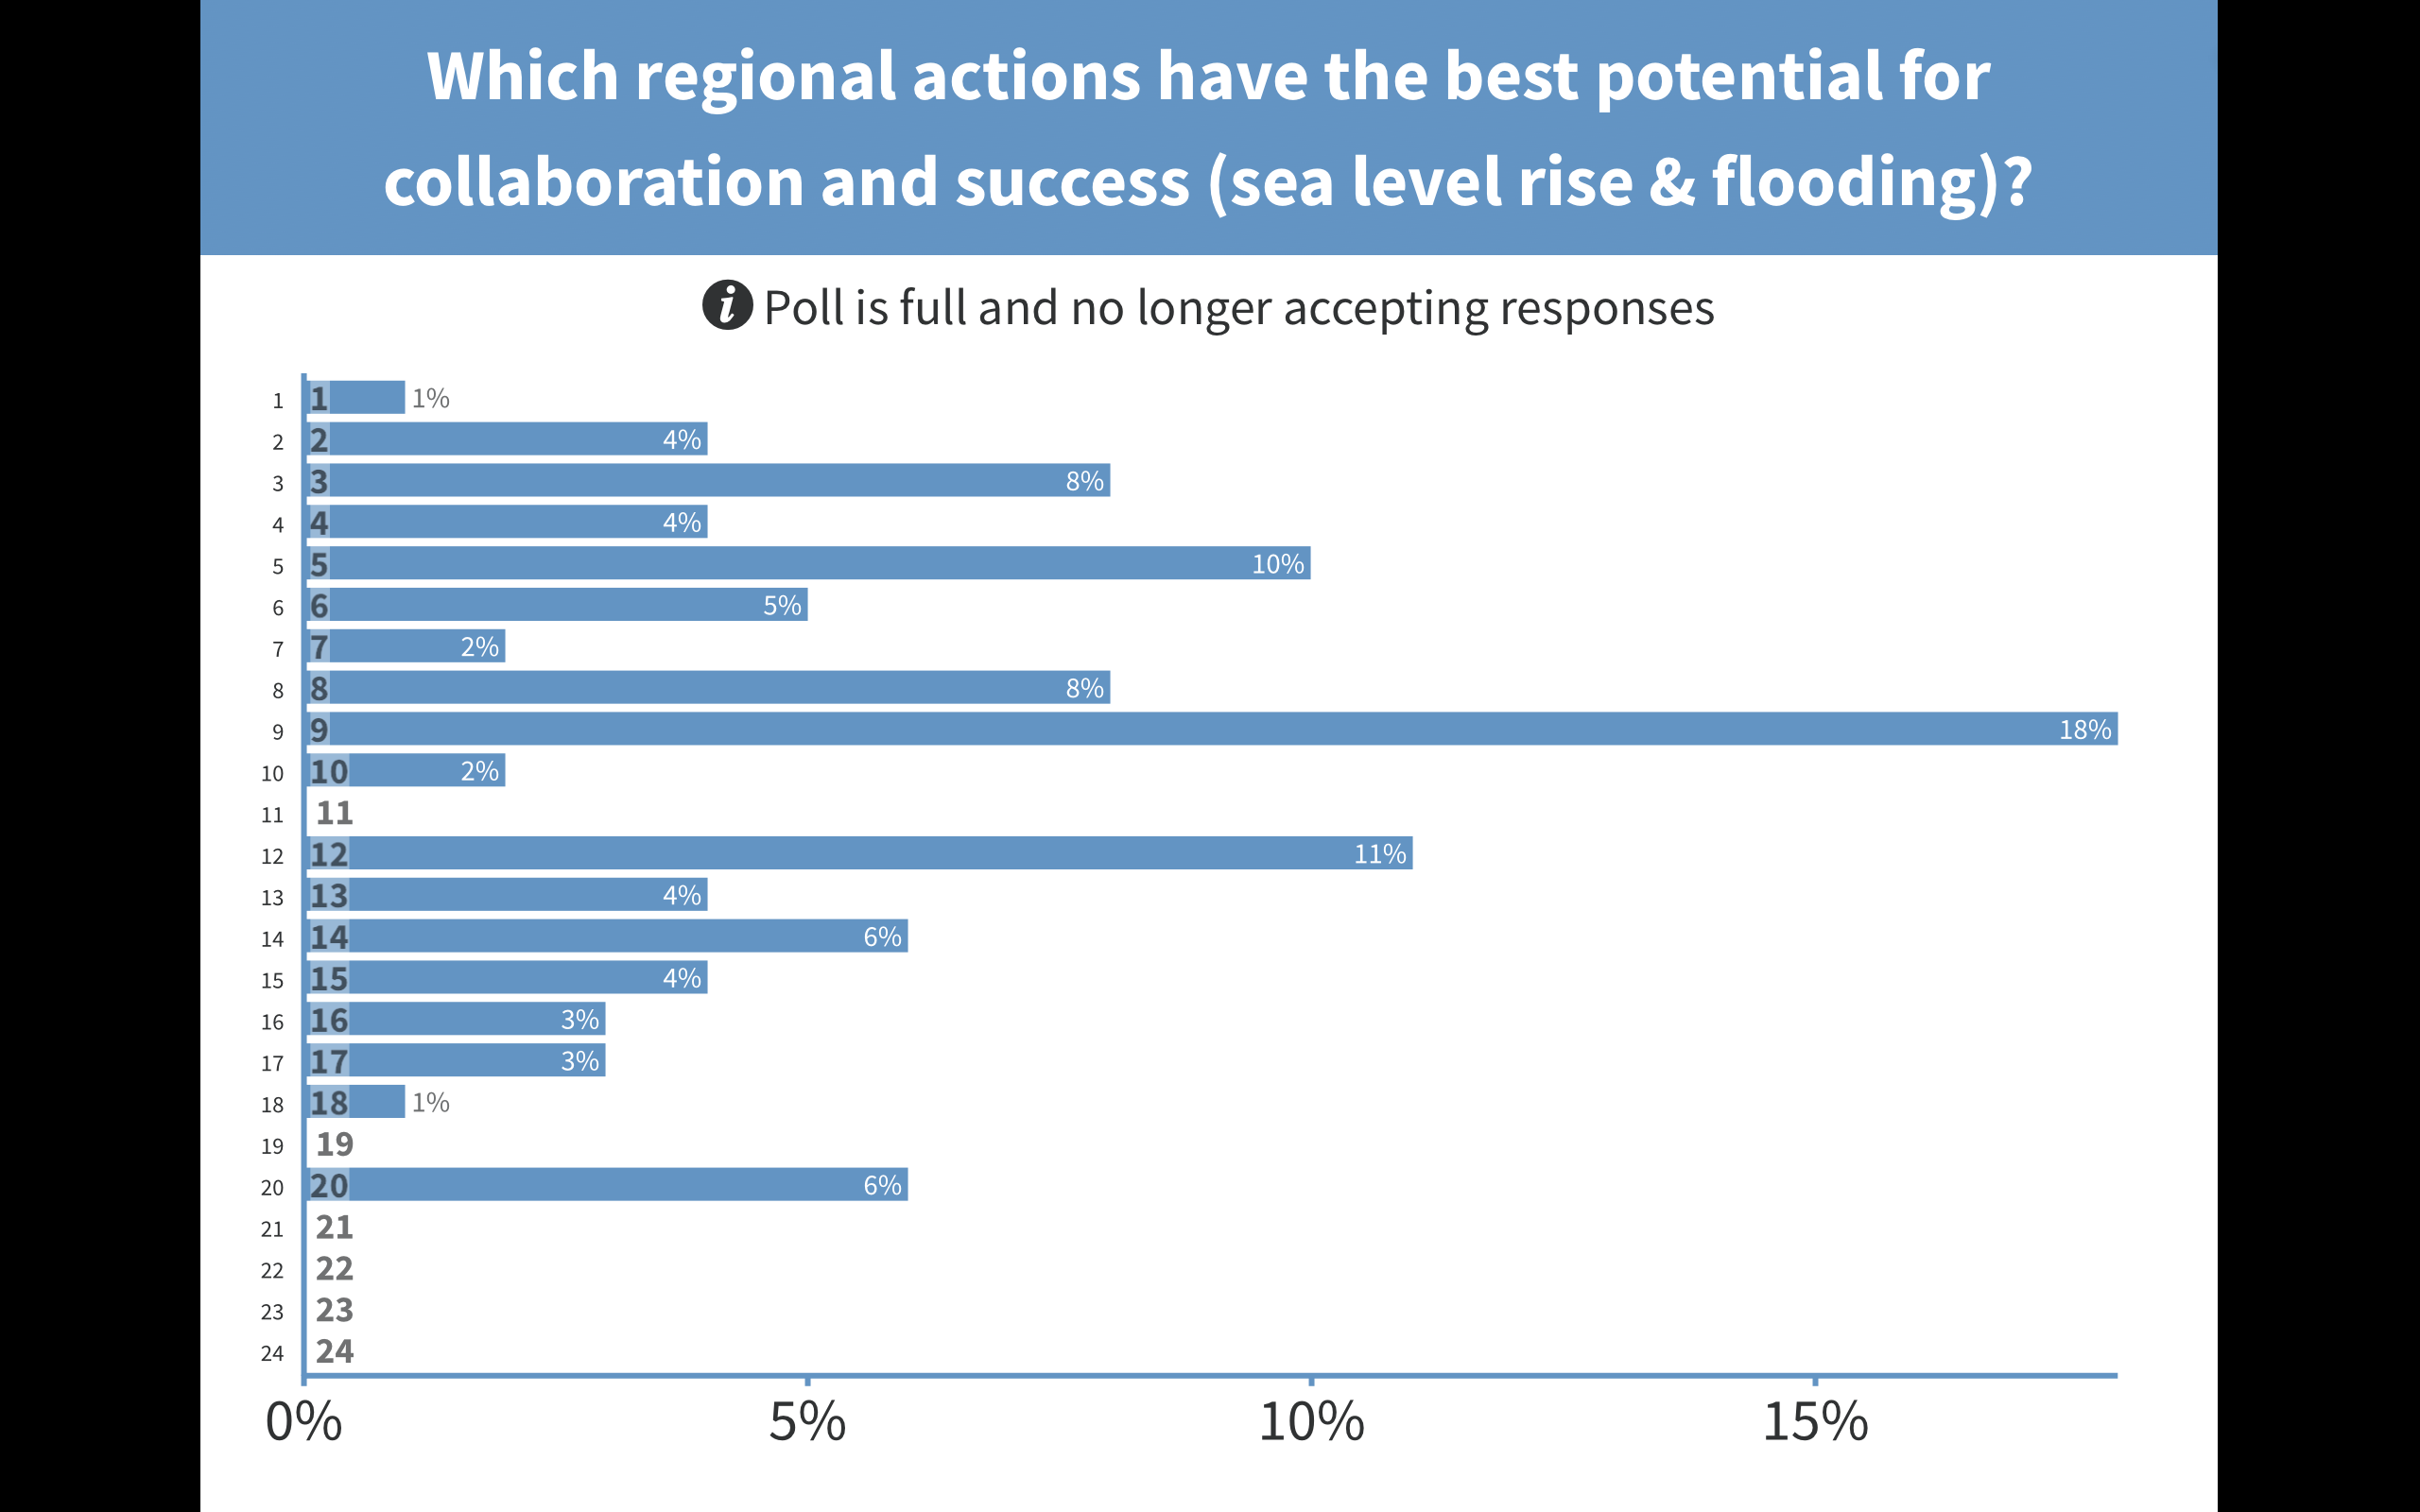 Which regional actions have the best potential for
collaboration and success (sea level rise & flooding)?
i Poll is full and no longer accepting responses
1 1 1%
2 2 4%
3 3 8%
4 4 4%
5 5 10%
6 6 5%
7 7 2%
8 8 8%
9 9 18%
10 10 2%
11 11
12 12 11%
13 13 4%
14 14 6%
15 15 4%
16 16 3%
17 17 3%
18 18 1%
19 19
20 20 6%
21 21
22 22
23 23
24 24
0% 5% 10% 15%